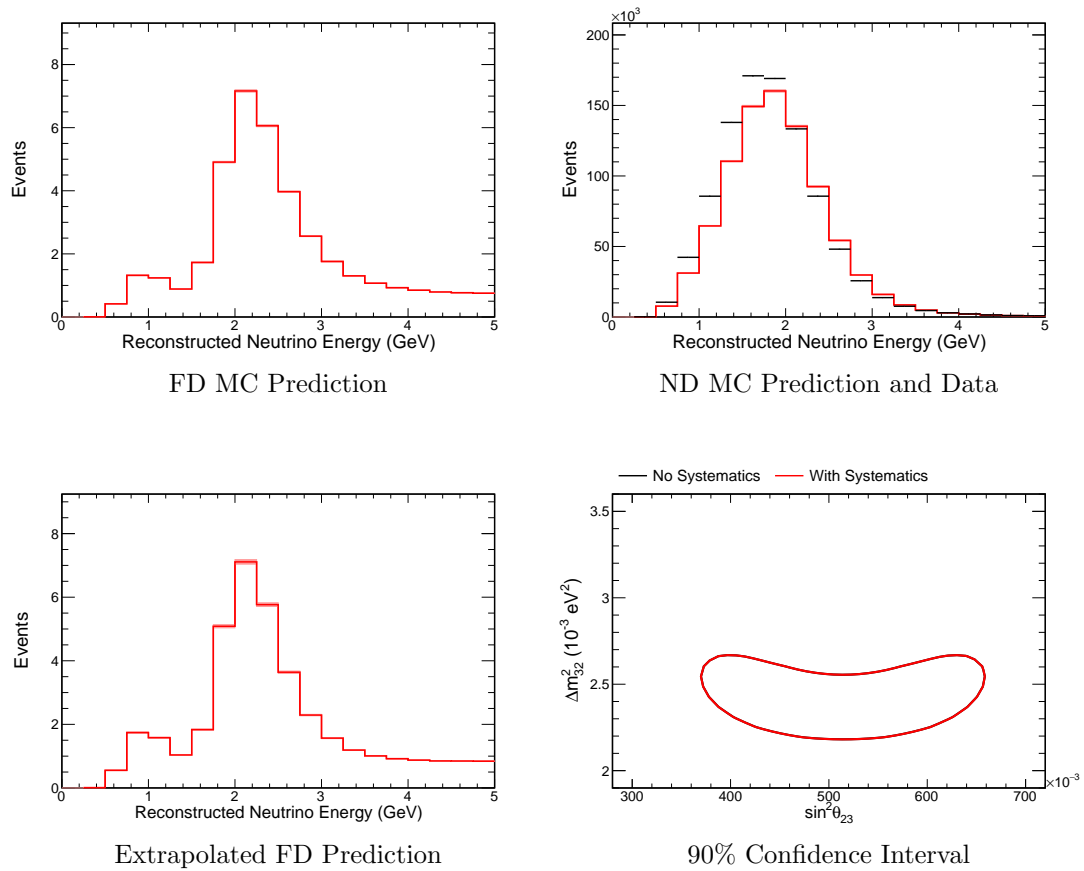 8
6
4
2
0
Events
0 1 2 3 4 5
Reconstructed Neutrino Energy (GeV)
FD MC Prediction
×10³
200
150
100
50
0
Events
0 1 2 3 4 5
Reconstructed Neutrino Energy (GeV)
ND MC Prediction and Data
8
6
4
2
0
Events
0 1 2 3 4 5
Reconstructed Neutrino Energy (GeV)
Extrapolated FD Prediction
No Systematics With Systematics
3.5
3
2.5
2
Δm²₃₂ (10⁻³ eV²)
300 400 500 600 700
×10⁻³
sin²θ₂₃
90% Confidence Interval